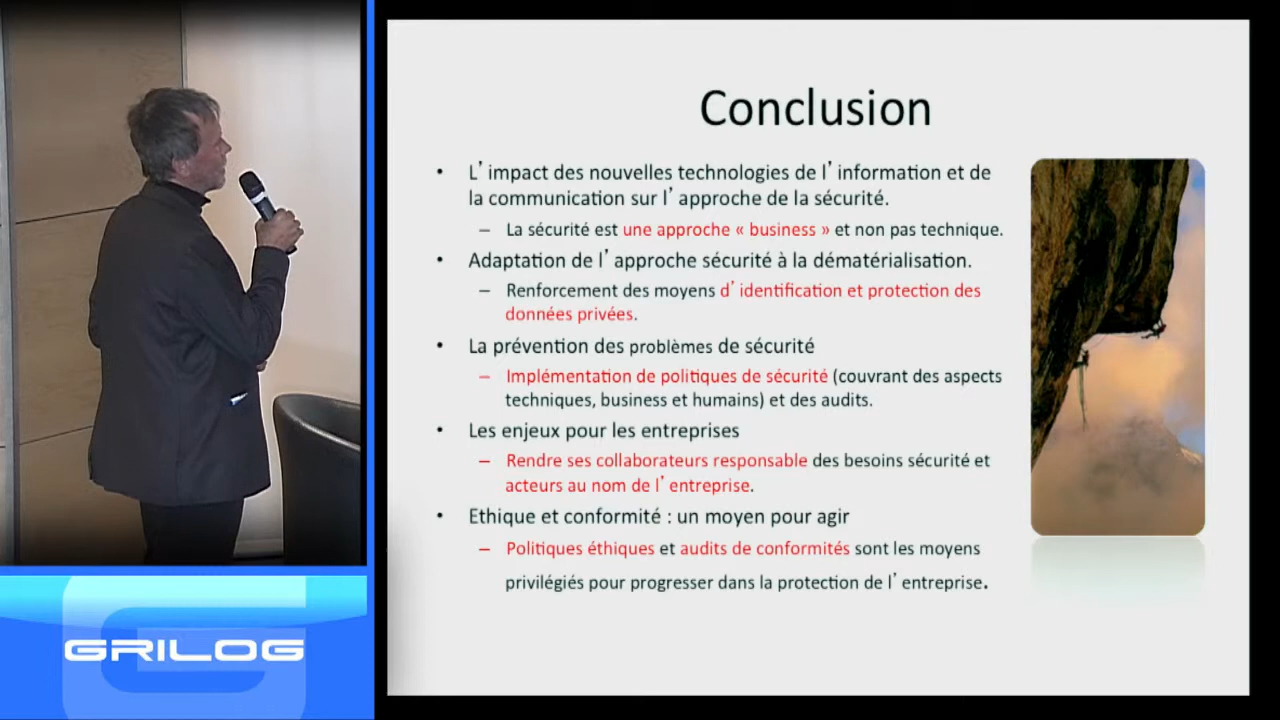 Conclusion
• L’ impact des nouvelles technologies de l’ information et de
la communication sur l’ approche de la sécurité.
– La sécurité est une approche « business » et non pas technique.
• Adaptation de l’ approche sécurité à la dématérialisation.
– Renforcement des moyens d’ identification et protection des
données privées.
• La prévention des problèmes de sécurité
– Implémentation de politiques de sécurité (couvrant des aspects
techniques, business et humains) et des audits.
• Les enjeux pour les entreprises
– Rendre ses collaborateurs responsable des besoins sécurité et
acteurs au nom de l’ entreprise.
• Ethique et conformité : un moyen pour agir
– Politiques éthiques et audits de conformités sont les moyens
privilégiés pour progresser dans la protection de l’ entreprise.
GRILOG